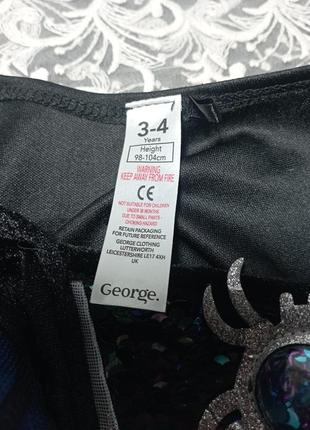 3-4
Years
Height
98-104cm
WARNING
KEEP AWAY FROM FIRE
CE
NOT SUITABLE FOR CHILDREN
UNDER 36 MONTHS
DUE TO SMALL PARTS -
CHOKING HAZARD
RETAIN PACKAGING
FOR FUTURE REFERENCE
GEORGE CLOTHING
LUTTERWORTH
LEICESTERSHIRE LE17 4XH
UK
George.